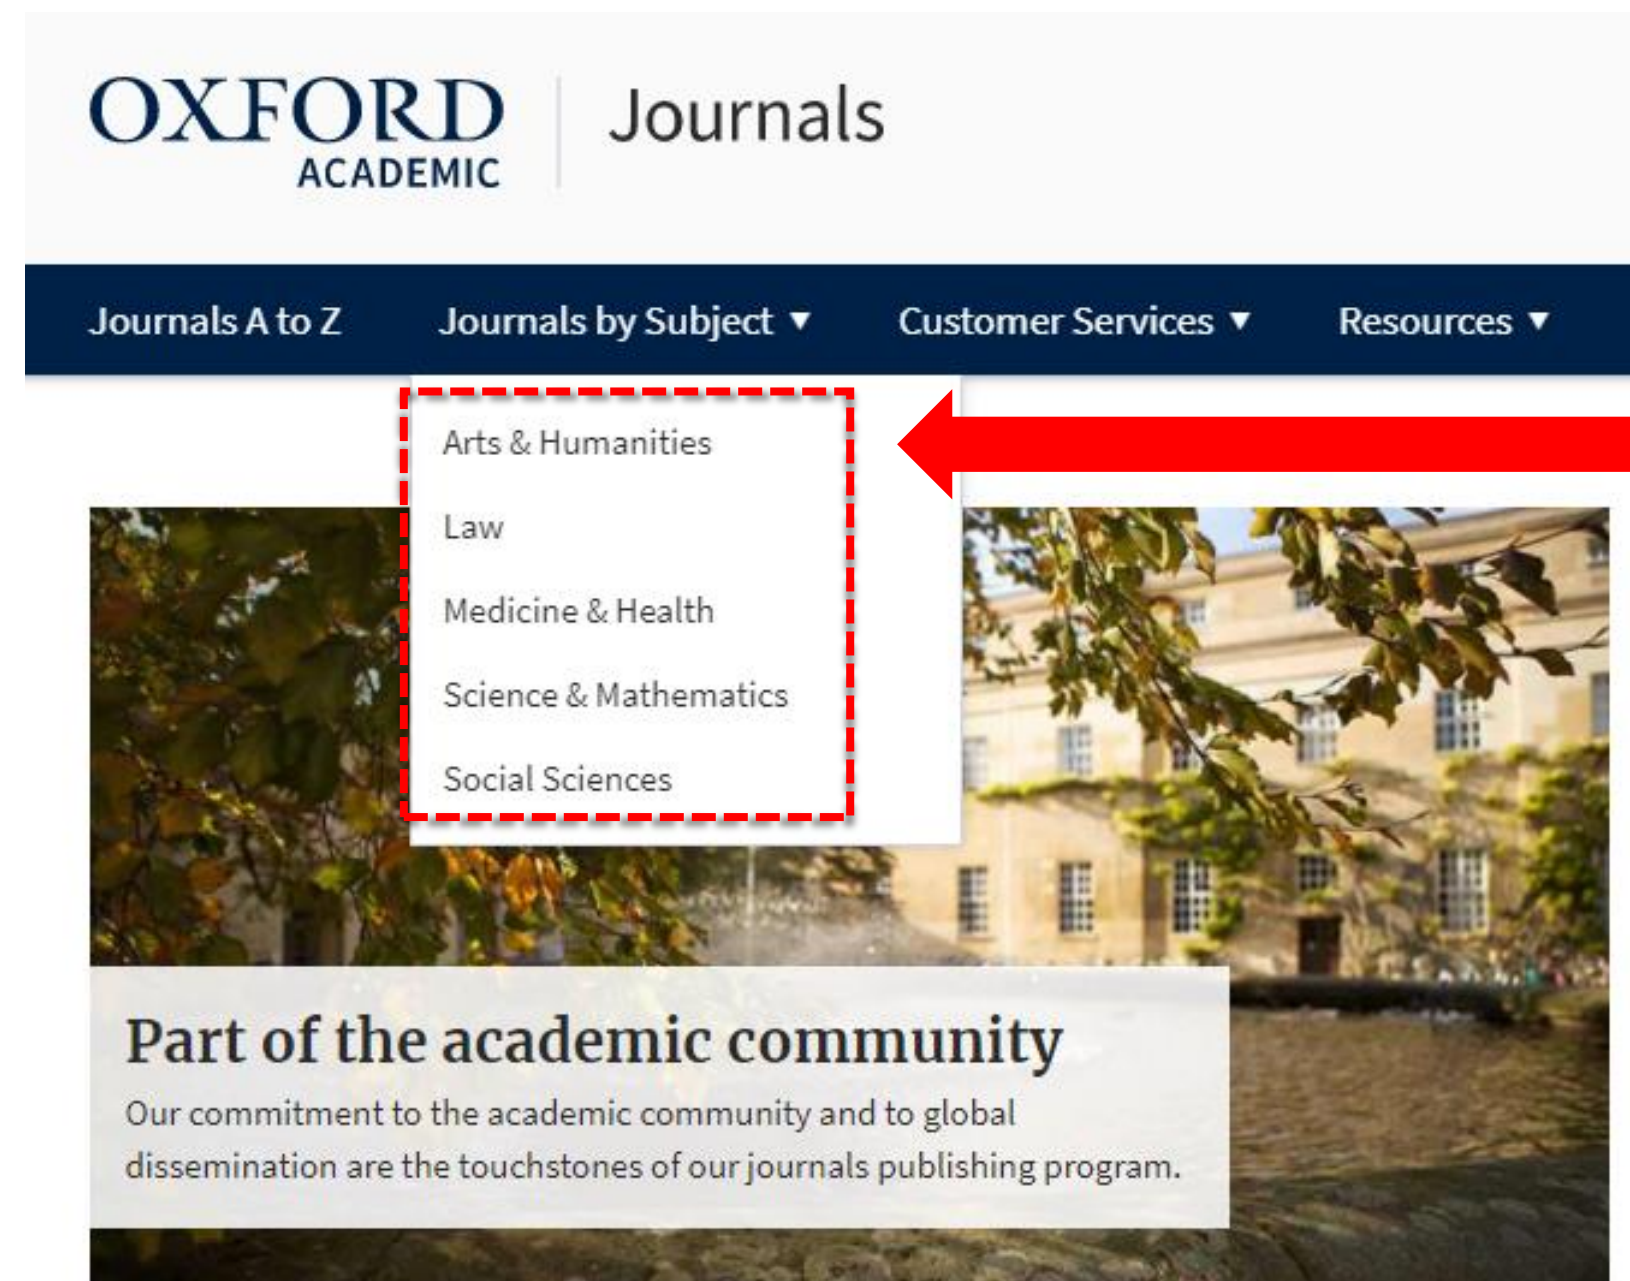 OXFORD
ACADEMIC
Journals
Journals A to Z
Journals by Subject ▼
Customer Services ▼
Resources ▼
Arts & Humanities
Law
Medicine & Health
Science & Mathematics
Social Sciences
Part of the academic community
Our commitment to the academic community and to global
dissemination are the touchstones of our journals publishing program.